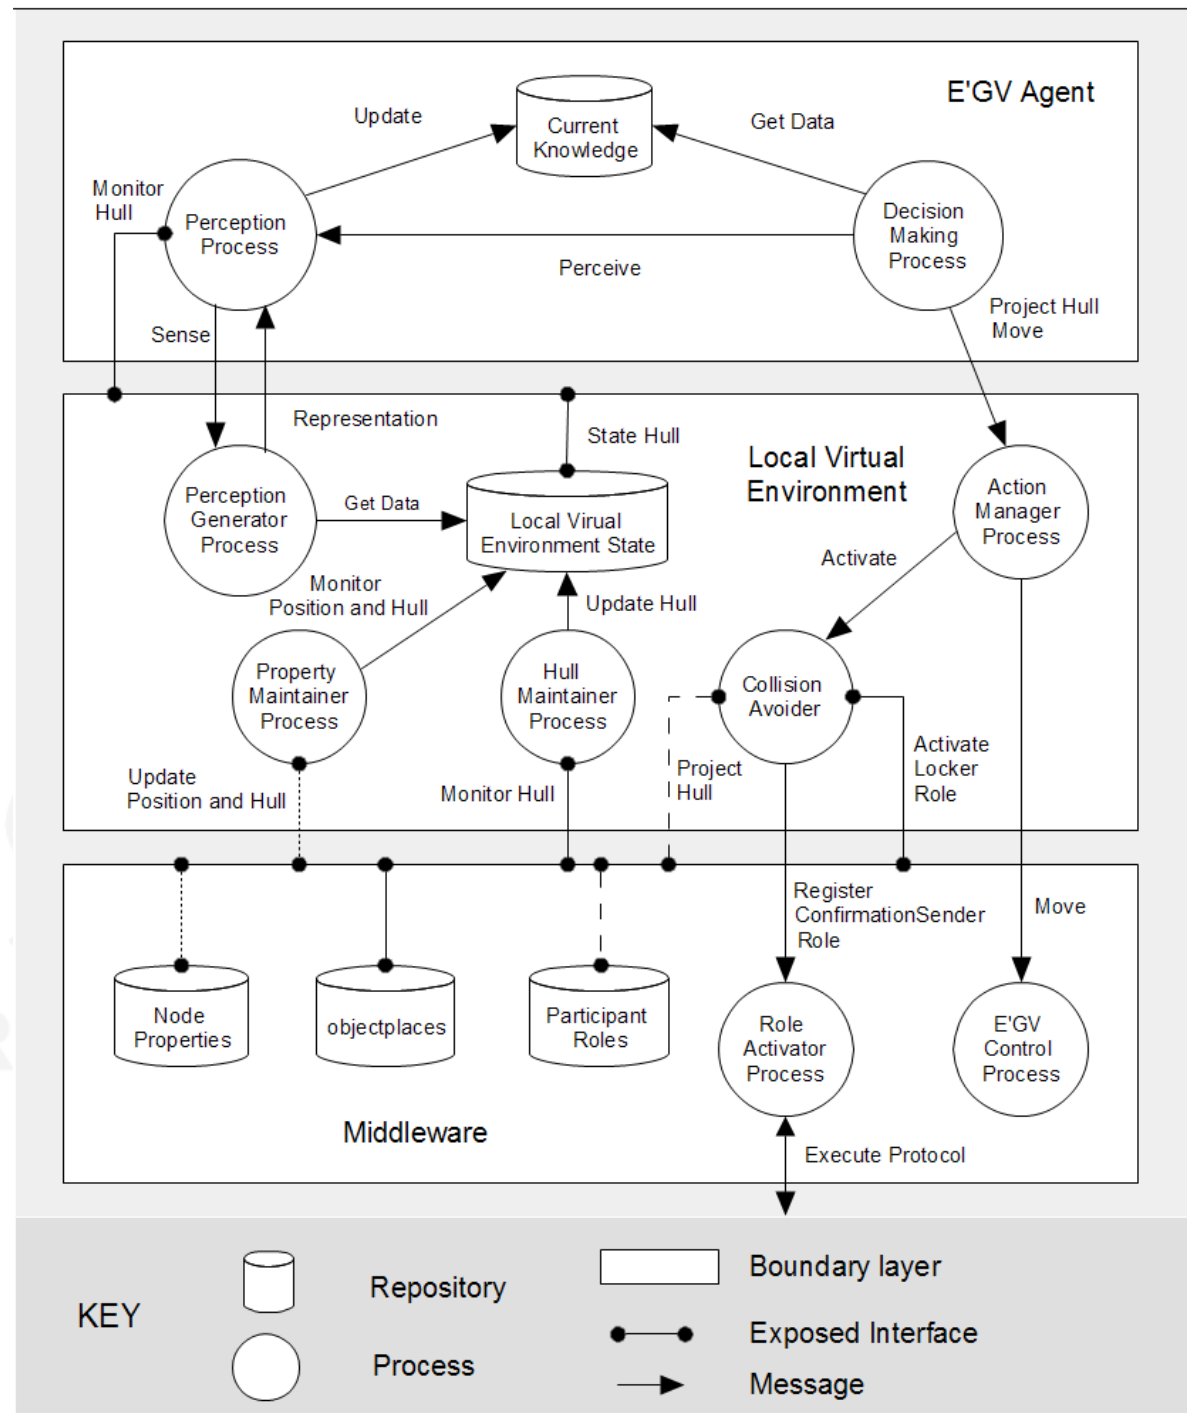 E'GV Agent
Update
Current
Knowledge
Get Data
Monitor
Hull
Perception
Process
Decision
Making
Process
Perceive
Sense
Project Hull
Move
Representation
State Hull
Local Virtual
Environment
Perception
Generator
Process
Get Data
Local Virual
Environment State
Action
Manager
Process
Monitor
Position and Hull
Update Hull
Activate
Property
Maintainer
Process
Hull
Maintainer
Process
Collision
Avoider
Update
Position and Hull
Monitor Hull
Project
Hull
Activate
Locker
Role
Register
ConfirmationSender
Role
Move
Node
Properties
objectplaces
Participant
Roles
Role
Activator
Process
E'GV
Control
Process
Middleware
Execute Protocol
KEY
Repository
Process
Boundary layer
Exposed Interface
Message